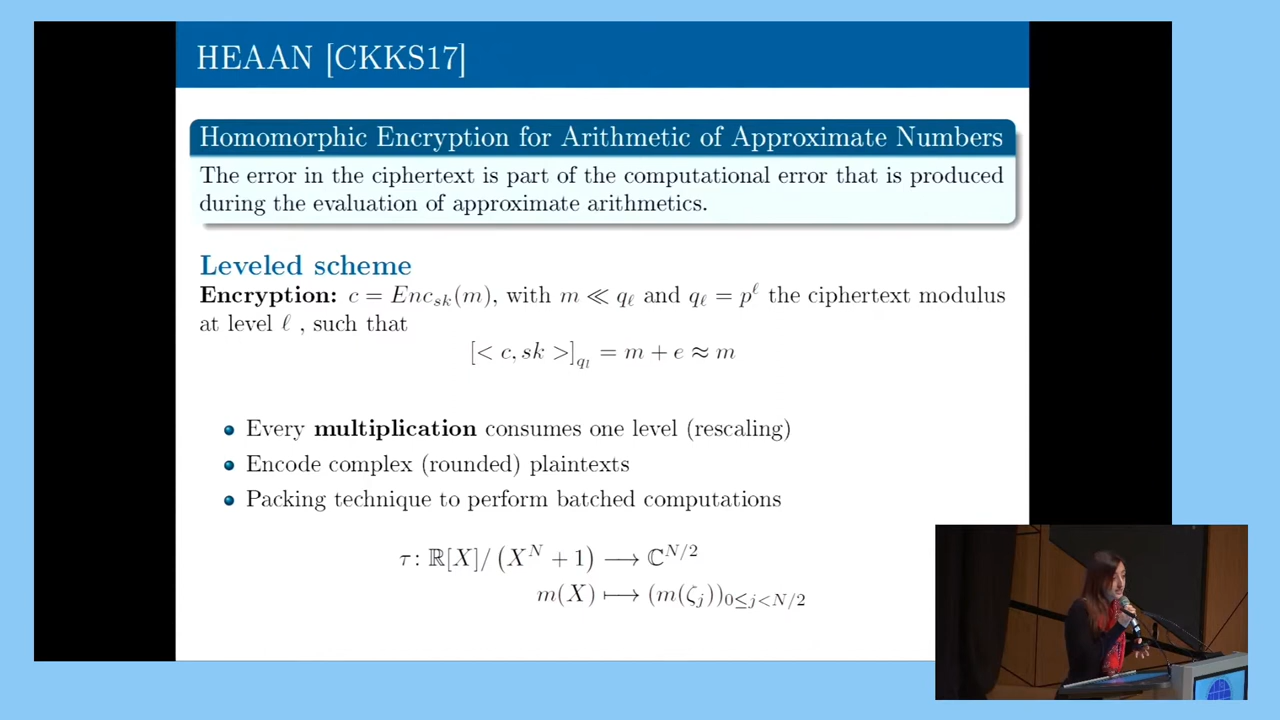 HEAAN [CKKS17]
Homomorphic Encryption for Arithmetic of Approximate Numbers
The error in the ciphertext is part of the computational error that is produced
during the evaluation of approximate arithmetics.
Leveled scheme
Encryption: c = Enc_{sk}(m), with m ≪ q_ℓ and q_ℓ = p^ℓ the ciphertext modulus
at level ℓ , such that
[< c, sk >]_{q_l} = m + e ≈ m
Every multiplication consumes one level (rescaling)
Encode complex (rounded) plaintexts
Packing technique to perform batched computations
τ : ℝ[X]/ (X^N + 1) ⟶ ℂ^{N/2}
m(X) ⟼ (m(ζ_j))_{0≤j<N/2}